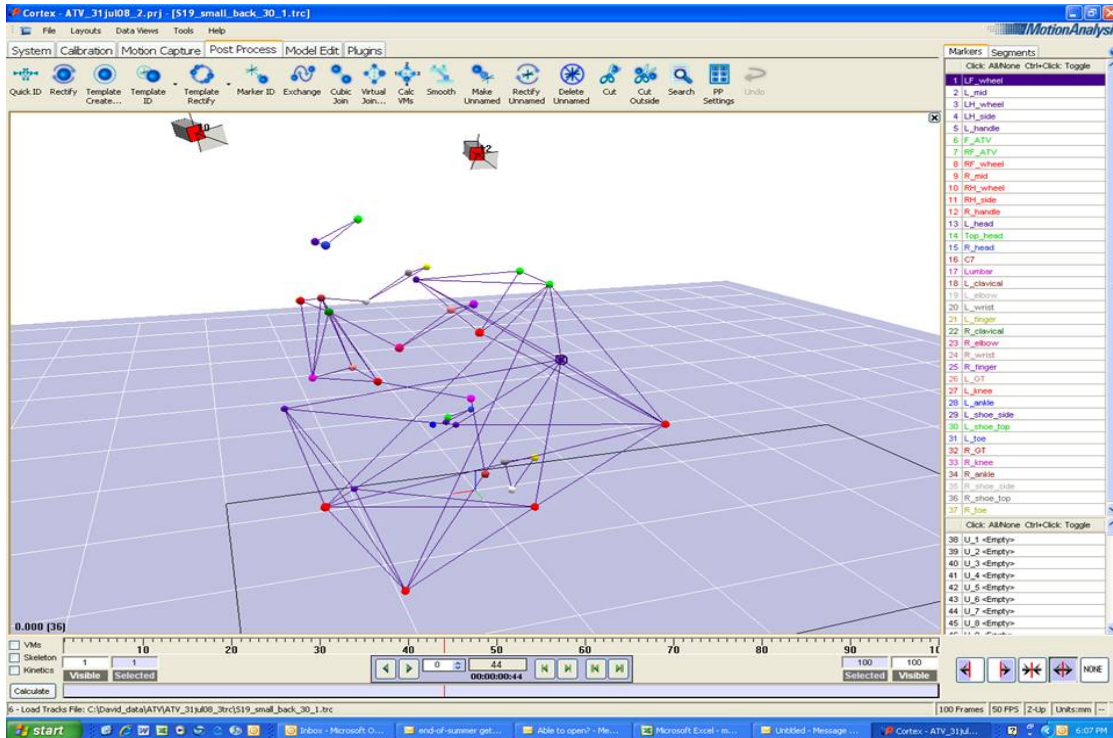 Cortex - ATV_31jul08_2.prj - [S19_small_back_30_1.trc]
File Layouts Data Views Tools Help
MotionAnalysis
System Calibration Motion Capture Post Process Model Edit Plugins
Quick ID Rectify Template Create... Template ID Template Rectify Marker ID Exchange Cubic Join Virtual Join... Calc VMs Smooth Make Unnamed Rectify Unnamed Delete Unnamed Cut Cut Outside Search PP Settings Undo
Markers Segments
Click: All/None Ctrl+Click: Toggle
1 LF_wheel
2 L_mid
3 LH_wheel
4 LH_side
5 L_handle
6 F_ATV
7 RF_ATV
8 RF_wheel
9 R_mid
10 RH_wheel
11 RH_side
12 R_handle
13 L_head
14 Top_head
15 R_head
16 C7
17 Lumbar
18 L_clavical
19 L_elbow
20 L_wrist
21 L_finger
22 R_clavical
23 R_elbow
24 R_wrist
25 R_finger
26 L_GT
27 L_knee
28 L_ankle
29 L_shoe_side
30 L_shoe_top
31 L_toe
32 R_GT
33 R_knee
34 R_ankle
35 R_shoe_side
36 R_shoe_top
37 R_toe
Click: All/None Ctrl+Click: Toggle
38 U_1 <Empty>
39 U_2 <Empty>
40 U_3 <Empty>
41 U_4 <Empty>
42 U_5 <Empty>
43 U_6 <Empty>
44 U_7 <Empty>
45 U_8 <Empty>
0.000 [36]
VMs
Skeleton
Kinetics
Calculate
10 20 30 40 50 60 70 80 90
1 1
Visible Selected
0 44
00:00:00:44
100 100
Selected Visible
NONE
6 - Load Tracks File: C:\David_data\ATV\ATV_31jul08_3trc\S19_small_back_30_1.trc
100 Frames 50 FPS Z-Up Units:mm --
start
Inbox - Microsoft O...
end-of-summer get...
Able to open? - Me...
Microsoft Excel - m...
Untitled - Message ...
Cortex - ATV_31jul...
6:07 PM